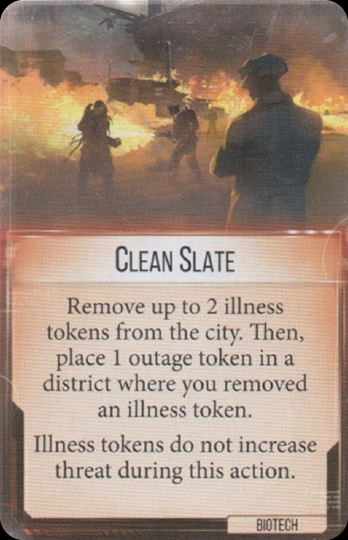 CLEAN SLATE
Remove up to 2 illness
tokens from the city. Then,
place 1 outage token in a
district where you removed
an illness token.
Illness tokens do not increase
threat during this action.
BIOTECH